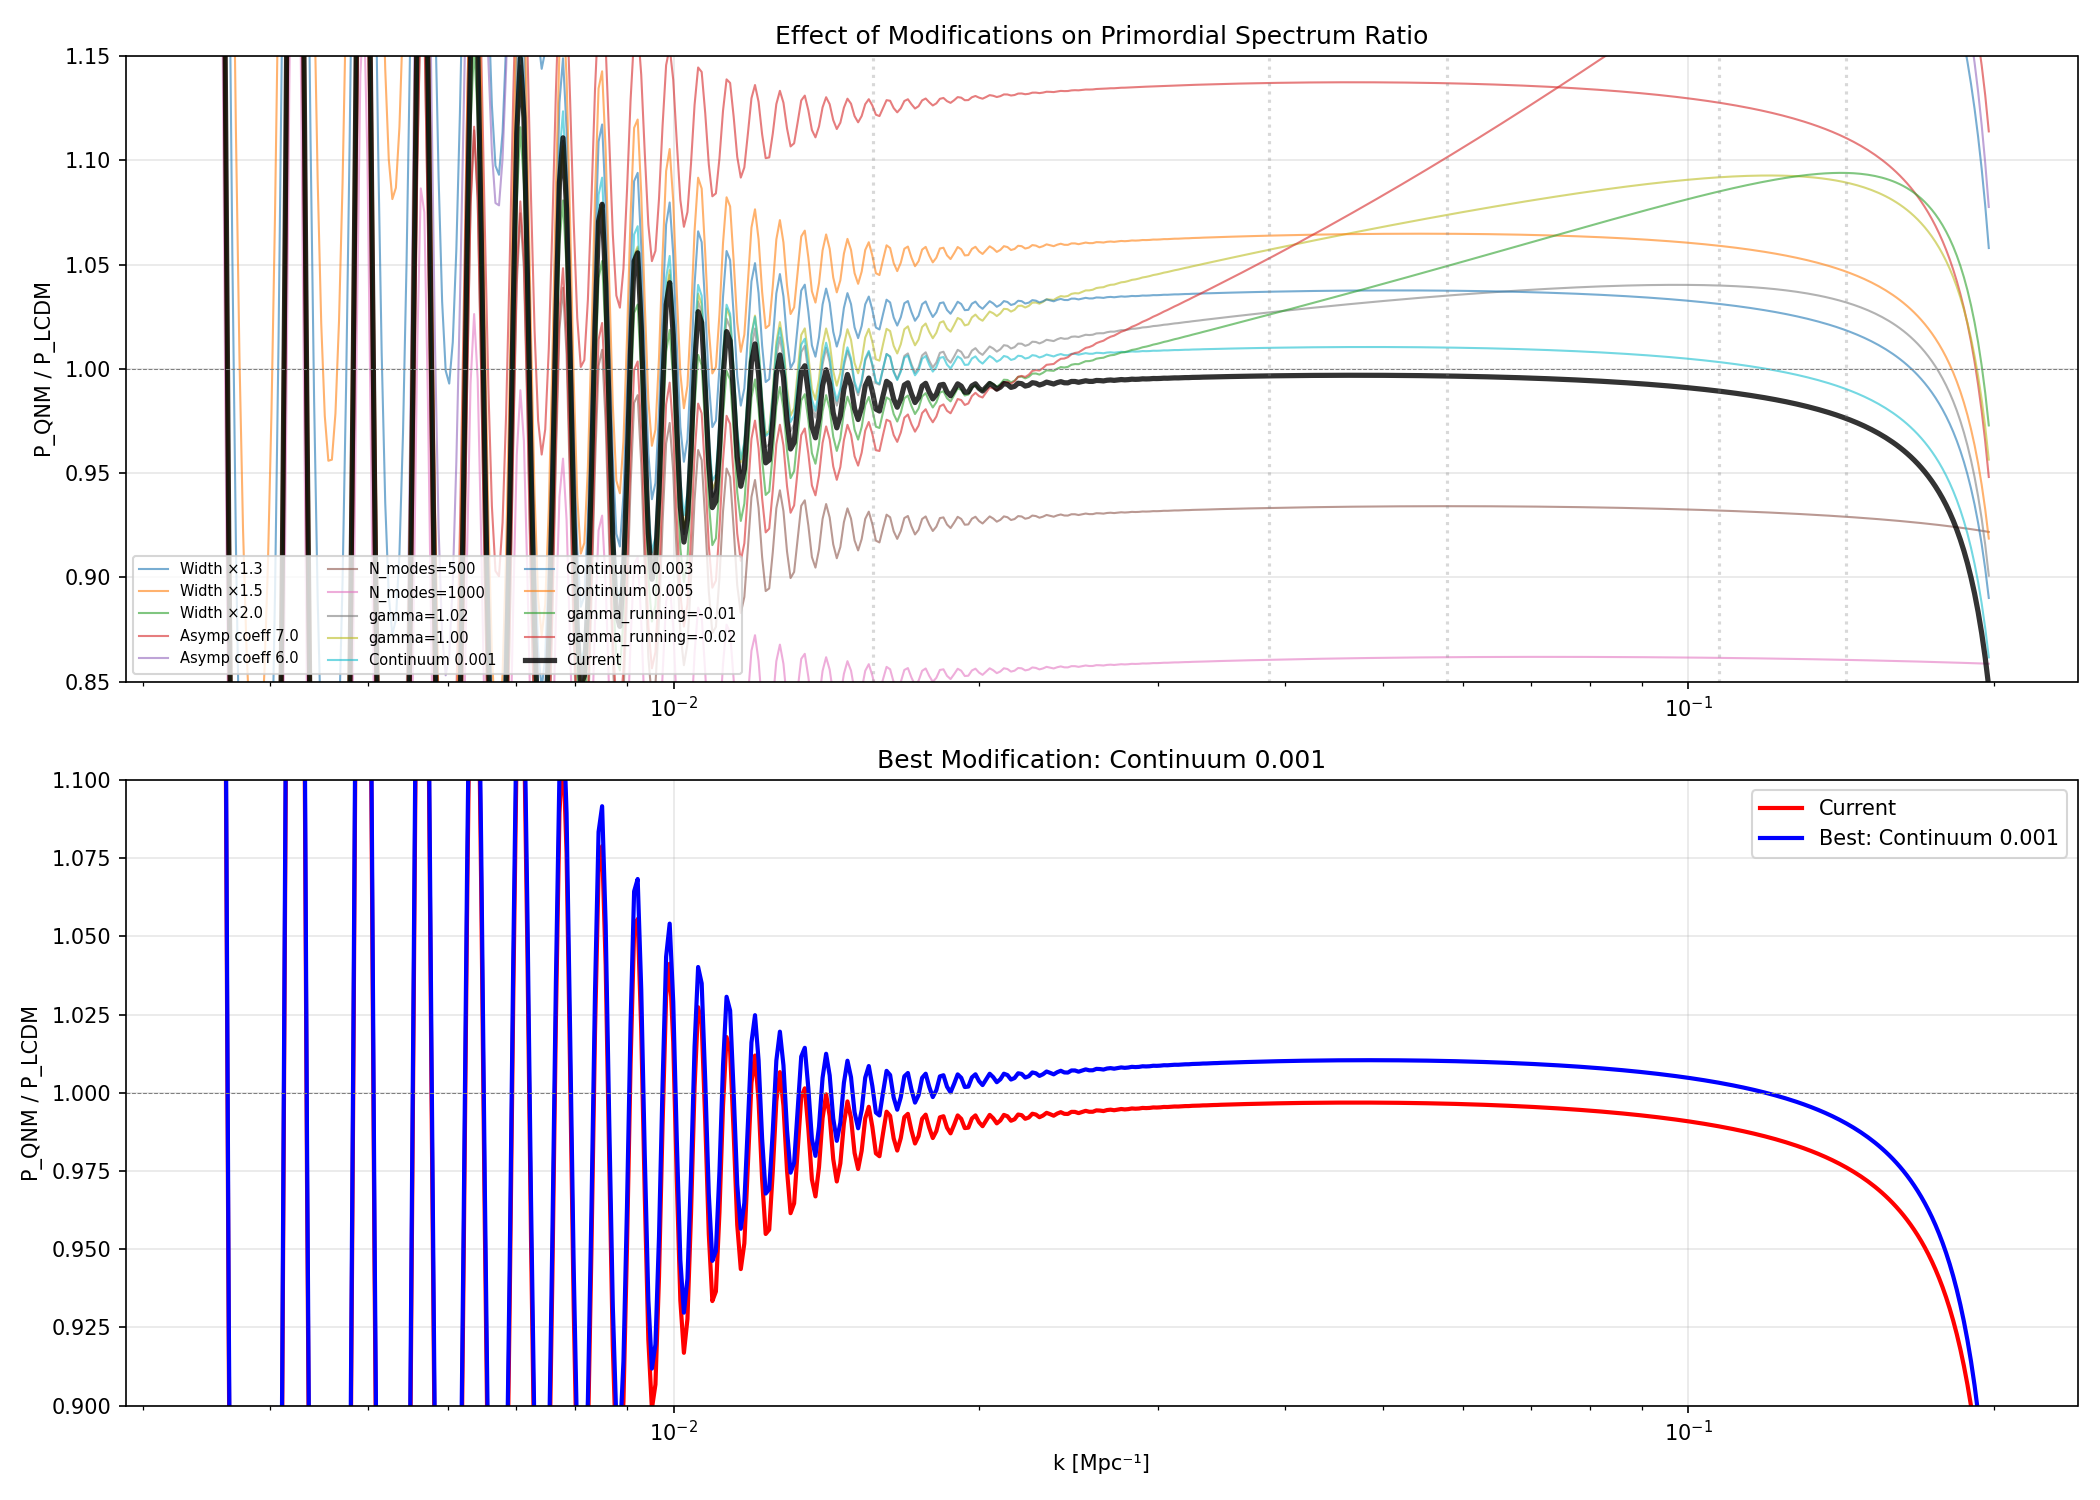 Effect of Modifications on Primordial Spectrum Ratio
P_QNM / P_LCDM
1.15
1.10
1.05
1.00
0.95
0.90
0.85
Width ×1.3
Width ×1.5
Width ×2.0
Asymp coeff 7.0
Asymp coeff 6.0
N_modes=500
N_modes=1000
gamma=1.02
gamma=1.00
Continuum 0.001
Continuum 0.003
Continuum 0.005
gamma_running=-0.01
gamma_running=-0.02
Current
10⁻²
10⁻¹
Best Modification: Continuum 0.001
P_QNM / P_LCDM
1.100
1.075
1.050
1.025
1.000
0.975
0.950
0.925
0.900
Current
Best: Continuum 0.001
10⁻²
10⁻¹
k [Mpc⁻¹]